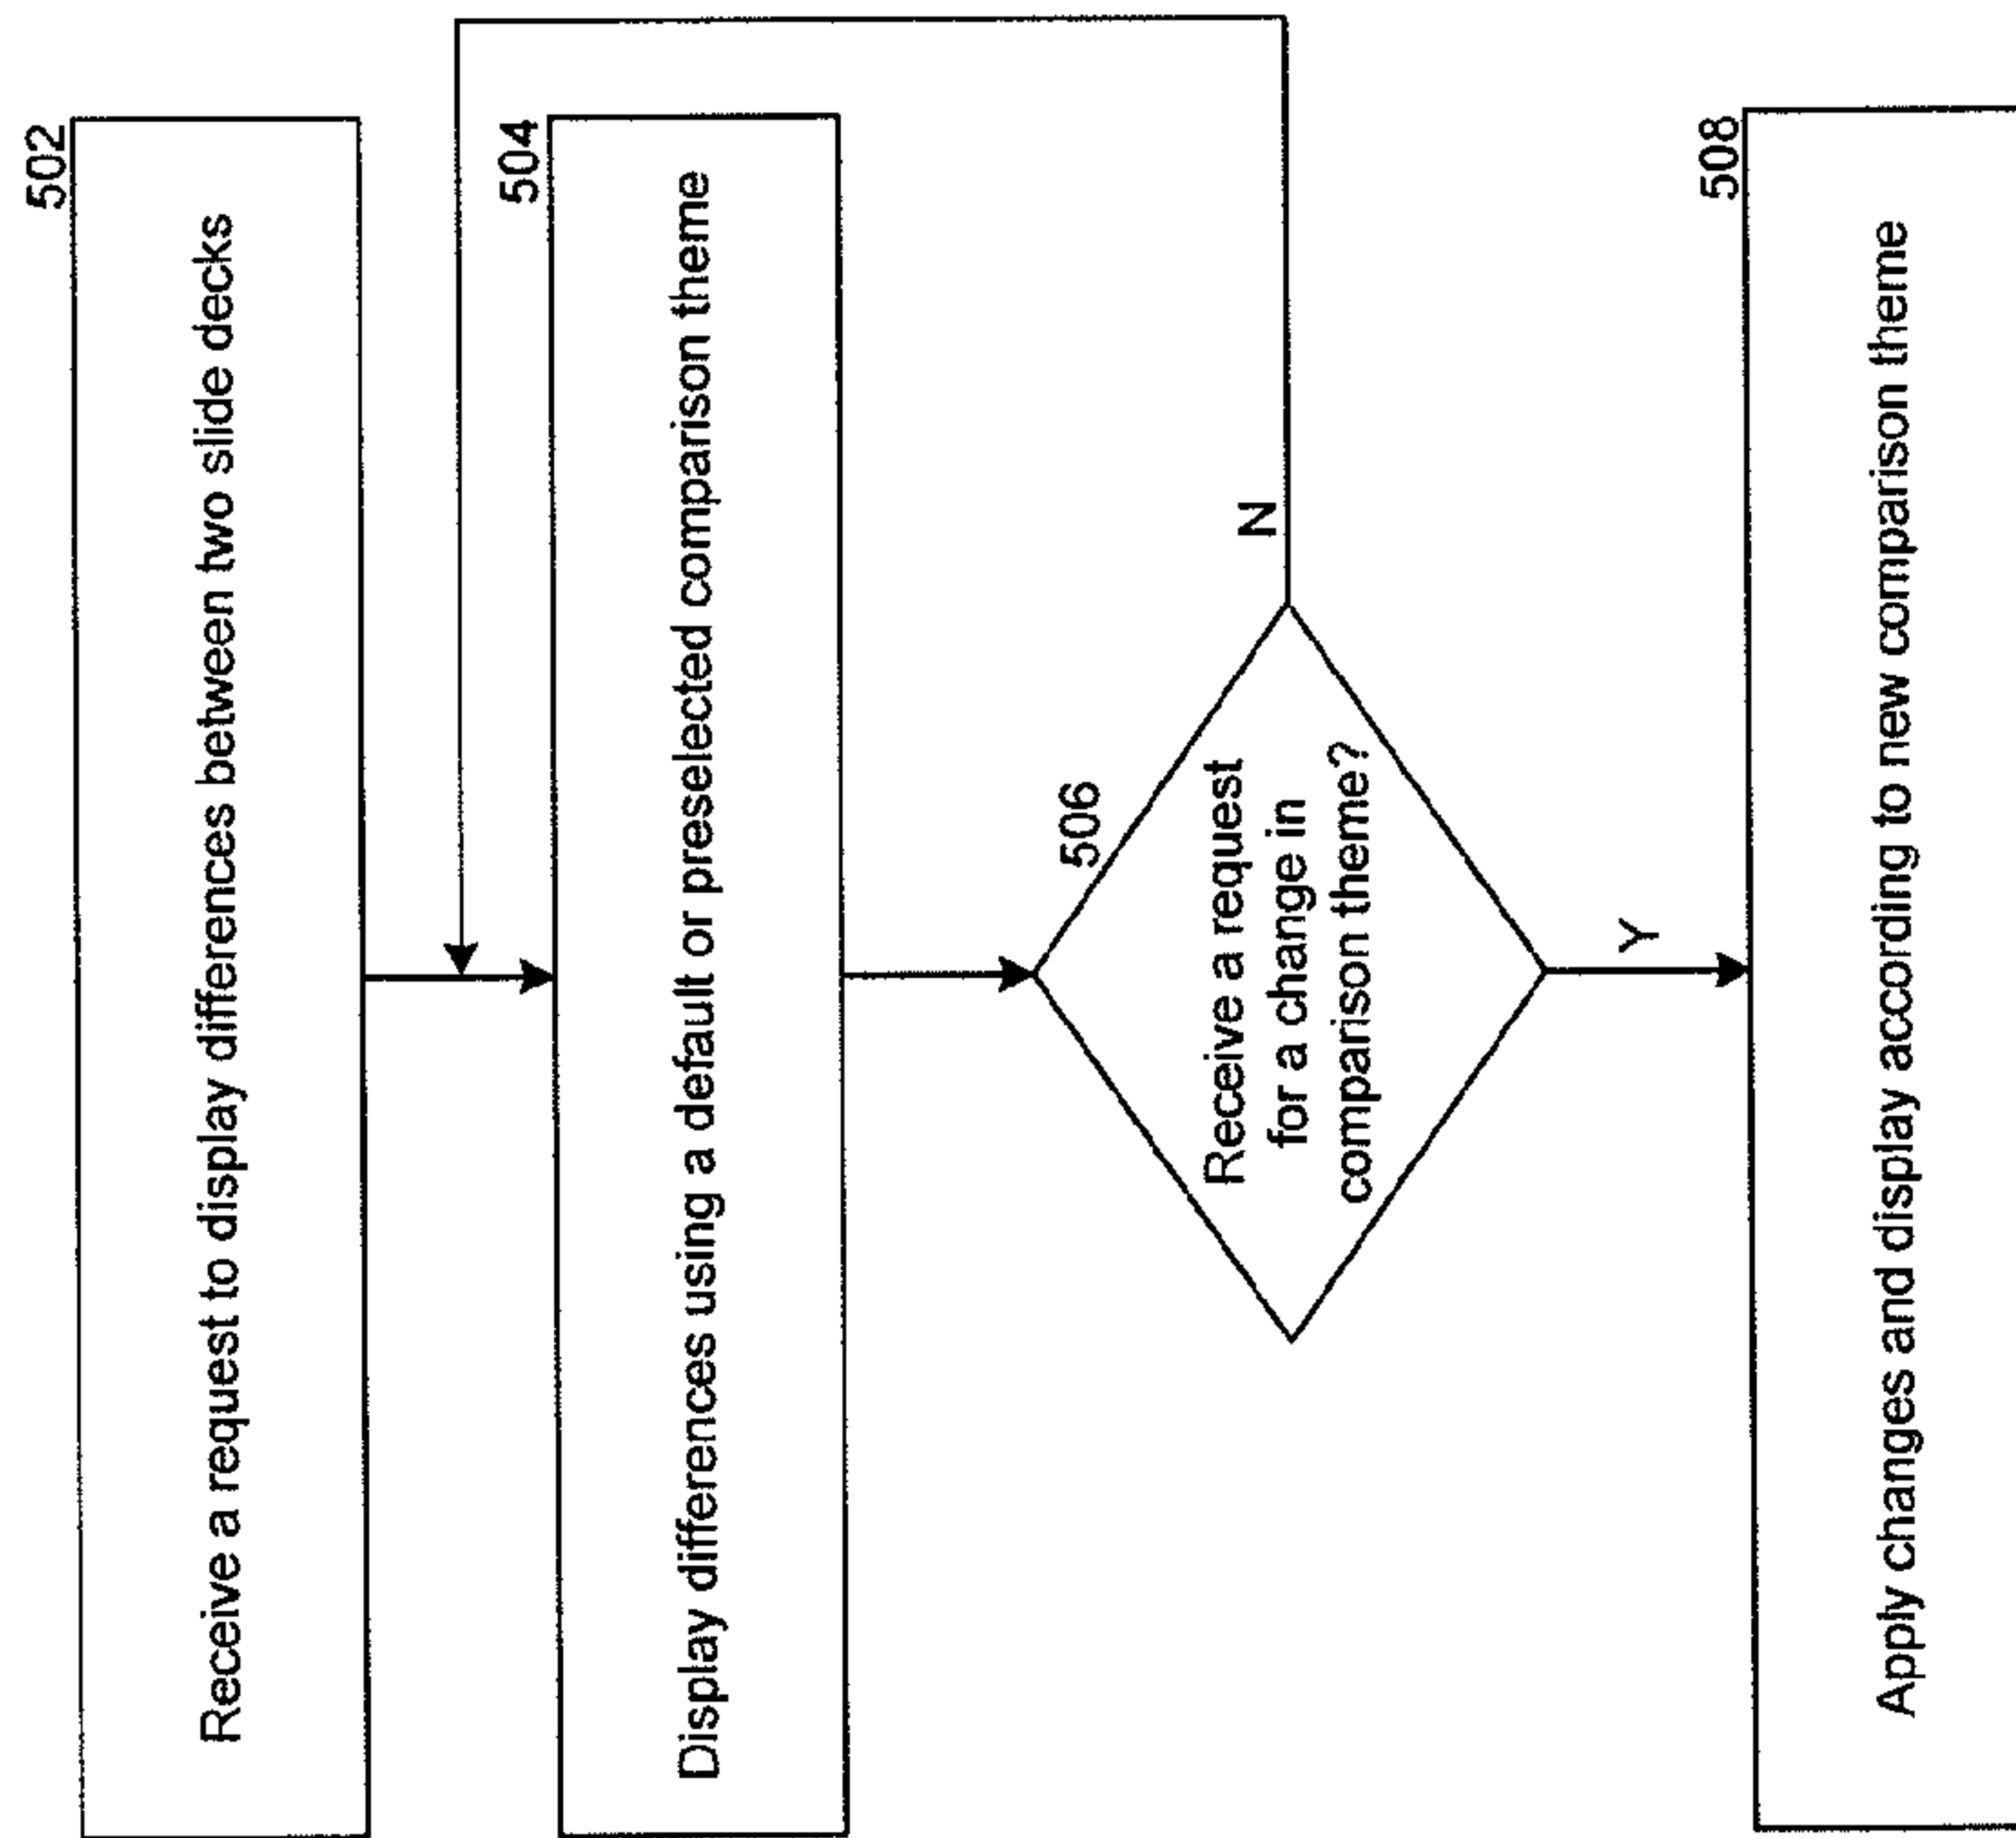 502
Receive a request to display differences between two slide decks
504
Display differences using a default or preselected comparison theme
506
Receive a request
for a change in
comparison theme?
N
Y
508
Apply changes and display according to new comparison theme